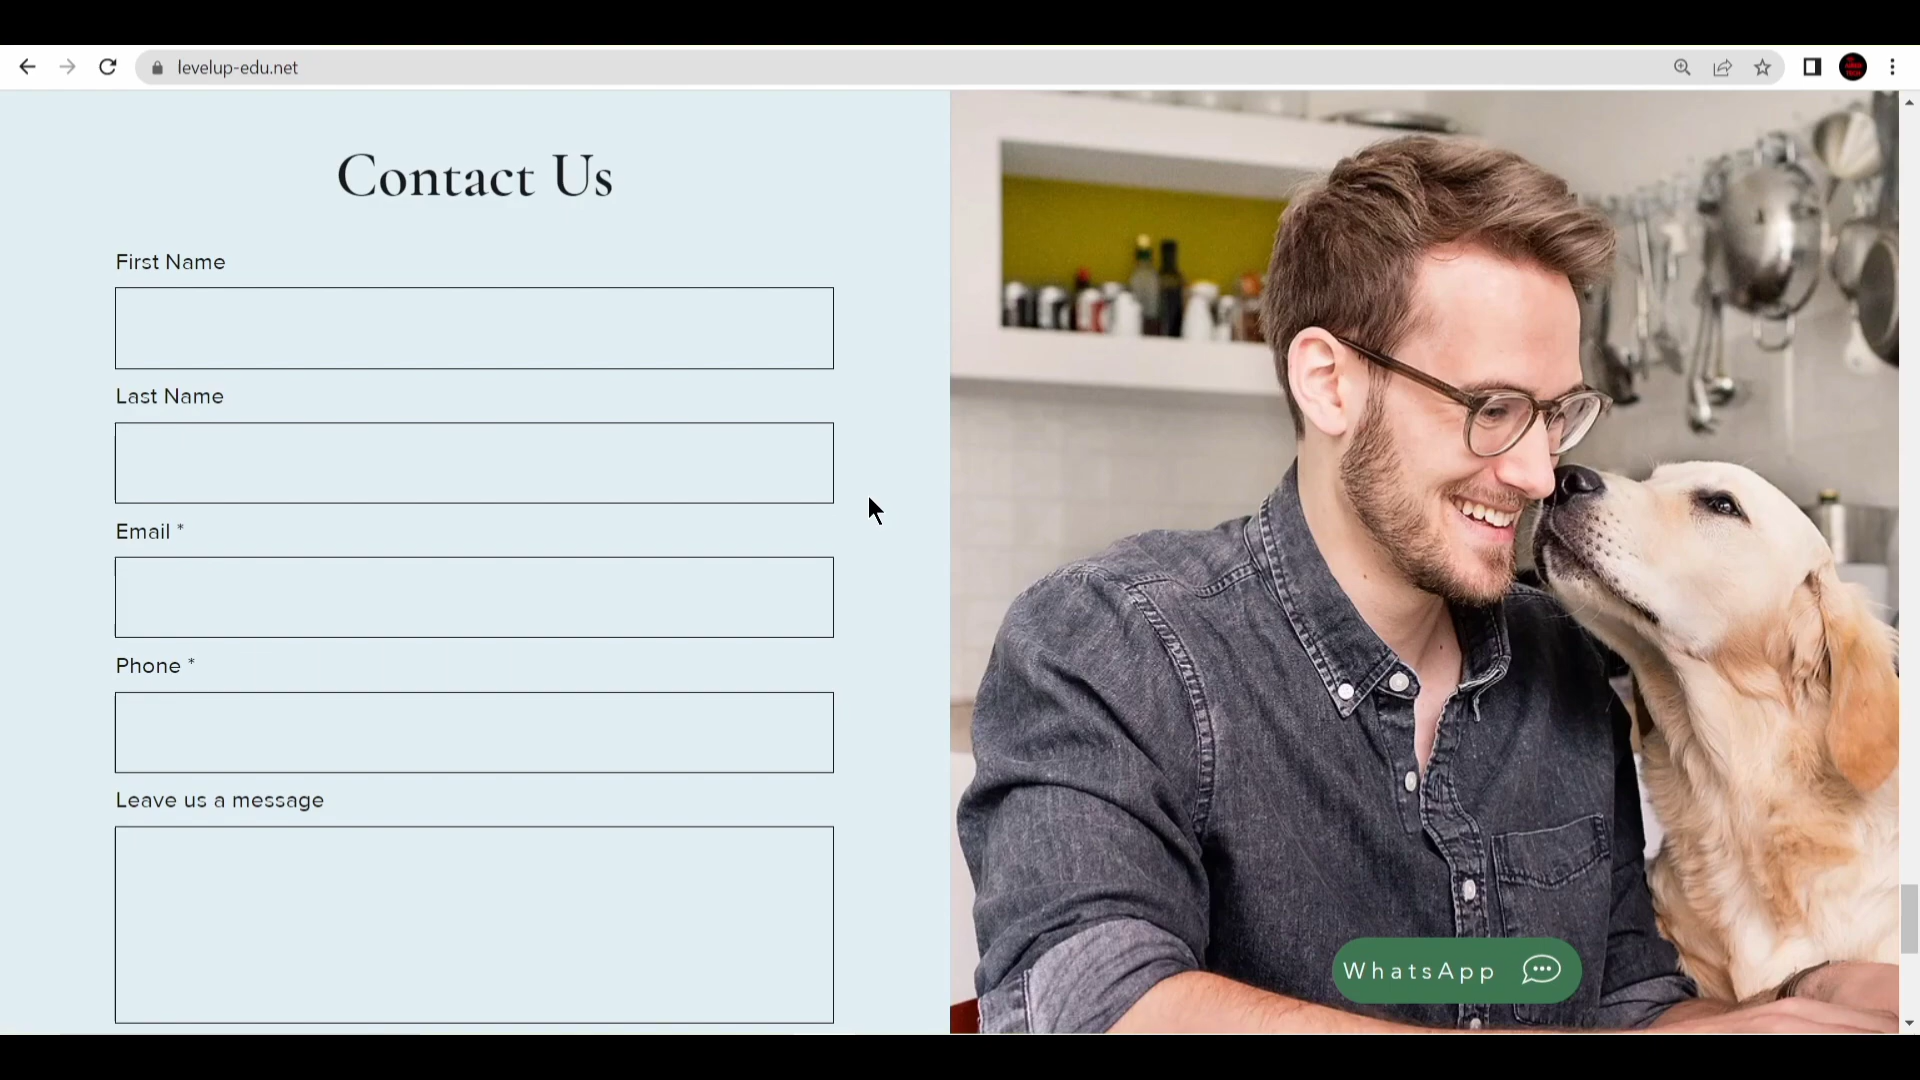 levelup-edu.net
Contact Us
First Name
Last Name
Email *
Phone *
Leave us a message
WhatsApp